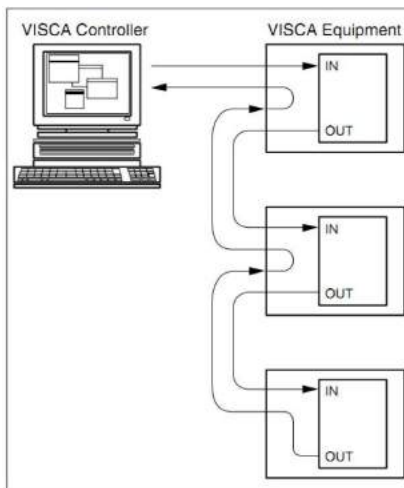 VISCA Controller
VISCA Equipment
IN
OUT
IN
OUT
IN
OUT